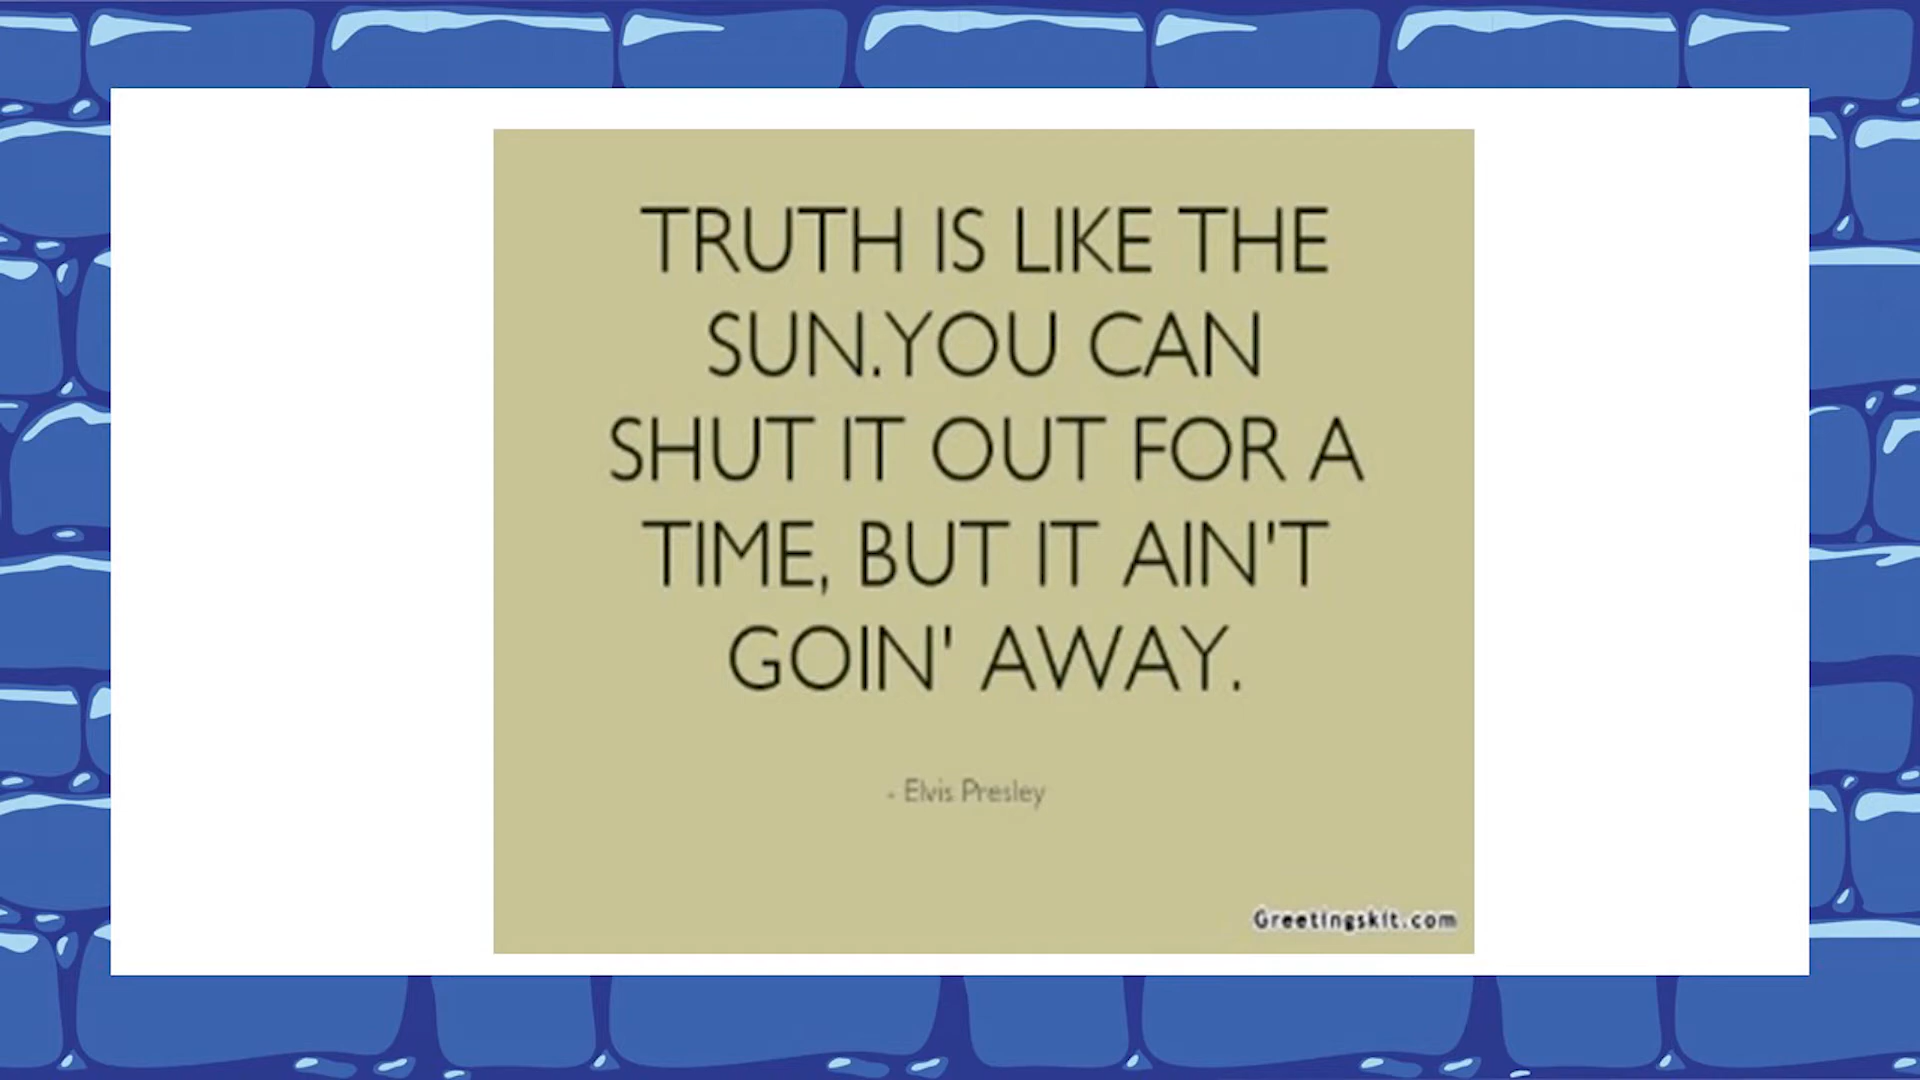 TRUTH IS LIKE THE
SUN.YOU CAN
SHUT IT OUT FOR A
TIME, BUT IT AIN'T
GOIN' AWAY.
- Elvis Presley
Greetingskit.com